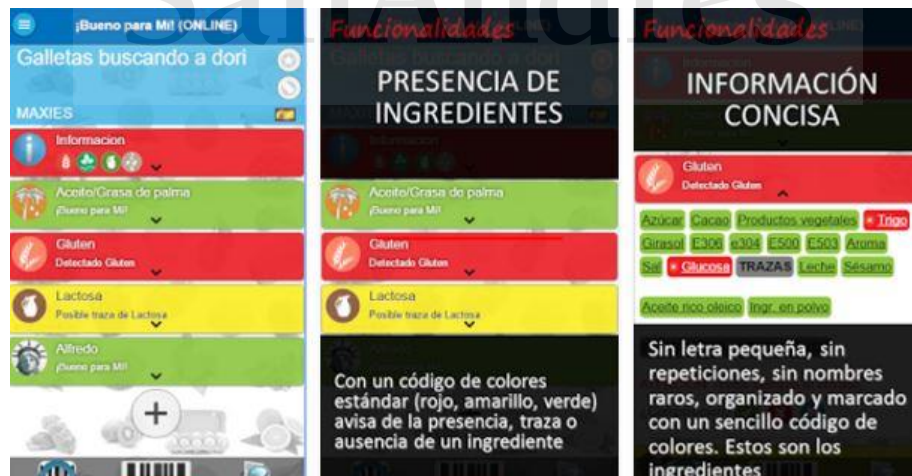 SanAndrés
¡Bueno para Mi! (ONLINE)
Galletas buscando a dori
MAXIES
Informacion
Aceite/Grasa de palma
¡Bueno para Mi!
Gluten
Detectado Gluten
Lactosa
Posible traza de Lactosa
Alfredo
¡Bueno para Mi!
+
Funcionalidades
PRESENCIA DE
INGREDIENTES
Aceite/Grasa de palma
¡Bueno para Mi!
Gluten
Detectado Gluten
Lactosa
Posible traza de Lactosa
Con un código de colores
estándar (rojo, amarillo, verde)
avisa de la presencia, traza o
ausencia de un ingrediente
Funcionalidades
INFORMACIÓN
CONCISA
Gluten
Detectado Gluten
Azúcar Cacao Productos vegetales * Trigo
Girasol E306 e304 E500 E503 Aroma
Sal * Glucosa TRAZAS Leche Sésamo
Aceite rico oleico Ingr. en polvo
Sin letra pequeña, sin
repeticiones, sin nombres
raros, organizado y marcado
con un sencillo código de
colores. Estos son los
ingredientes